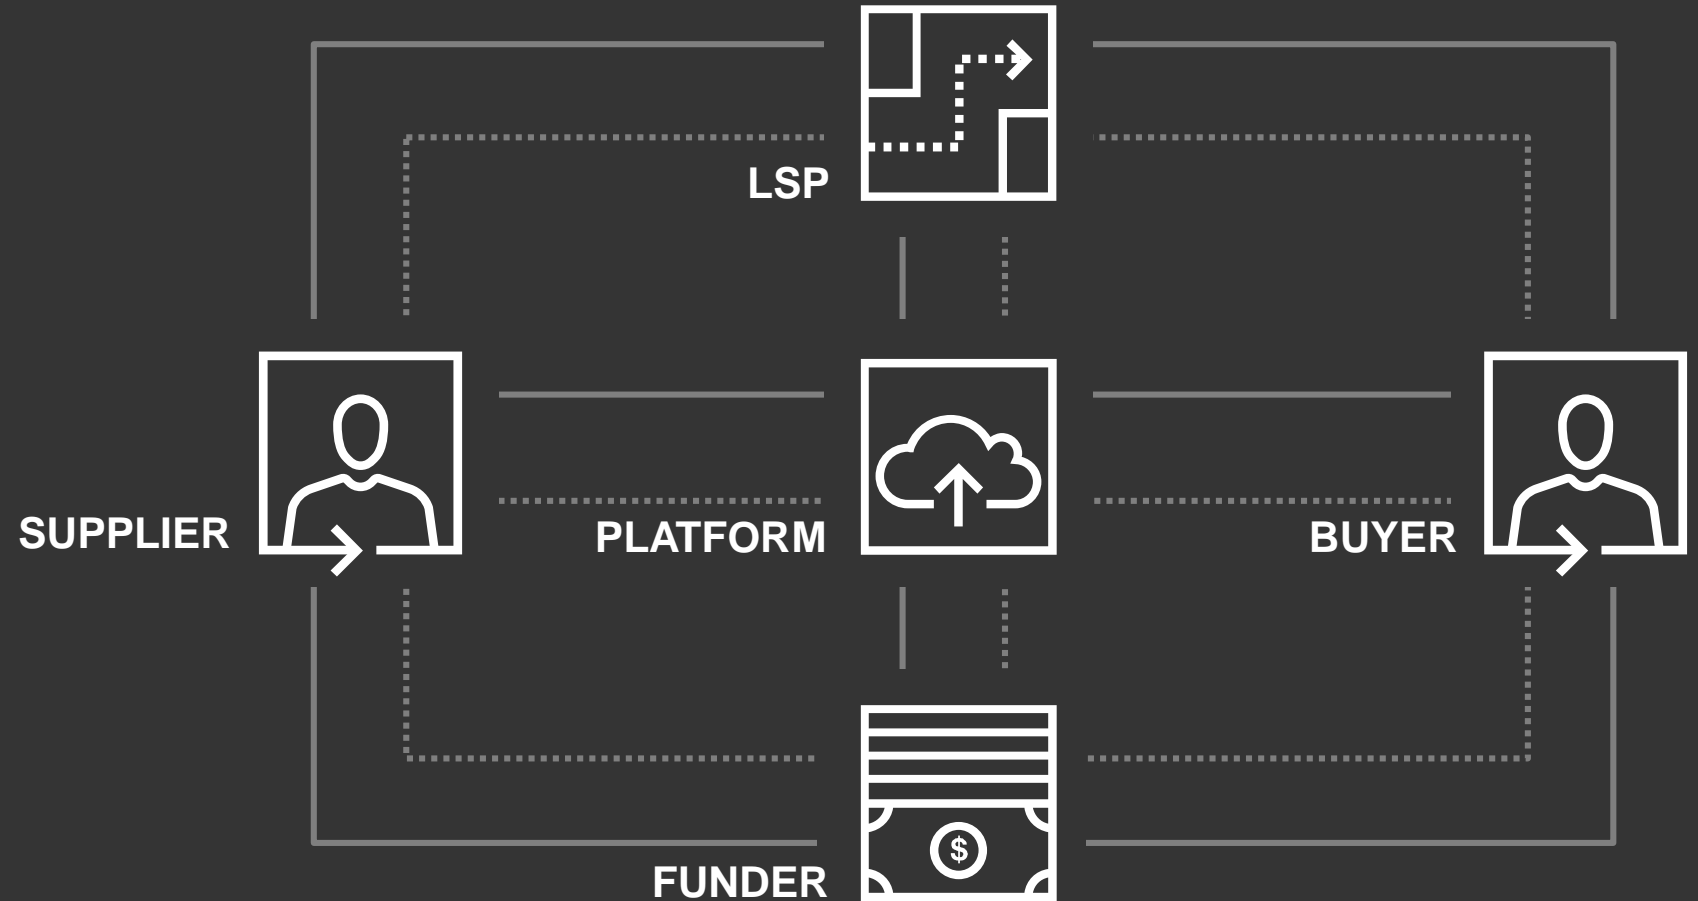 LSP
SUPPLIER
PLATFORM
BUYER
$
FUNDER